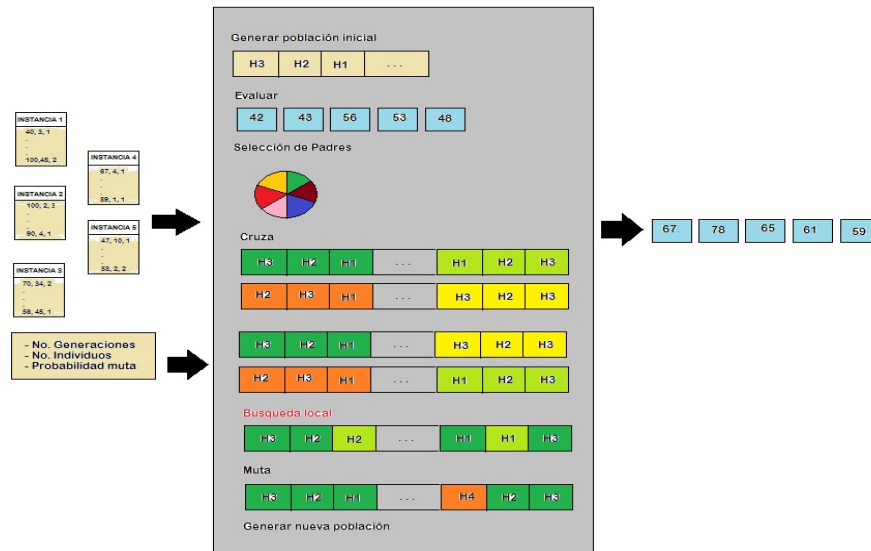 INSTANCIA 1
40, 3, 1
.
.
.
100,45, 2
INSTANCIA 2
100, 2, 3
.
.
.
90, 4, 1
INSTANCIA 3
70, 34, 2
.
.
.
56, 45, 1
INSTANCIA 4
87, 4, 1
.
.
.
89, 1, 1
INSTANCIA 5
47, 10, 1
.
.
.
58, 2, 2
- No. Generaciones
- No. Individuos
- Probabilidad muta
Generar población inicial
H3 H2 H1 ...
Evaluar
42 43 56 53 48
Selección de Padres
Cruza
H3 H2 H1 ... H1 H2 H3
H2 H3 H1 ... H3 H2 H3
H3 H2 H1 ... H3 H2 H3
H2 H3 H1 ... H1 H2 H3
Busqueda local
H3 H2 H2 ... H1 H1 H3
Muta
H3 H2 H1 ... H4 H2 H3
Generar nueva población
67. 78 65 61 59